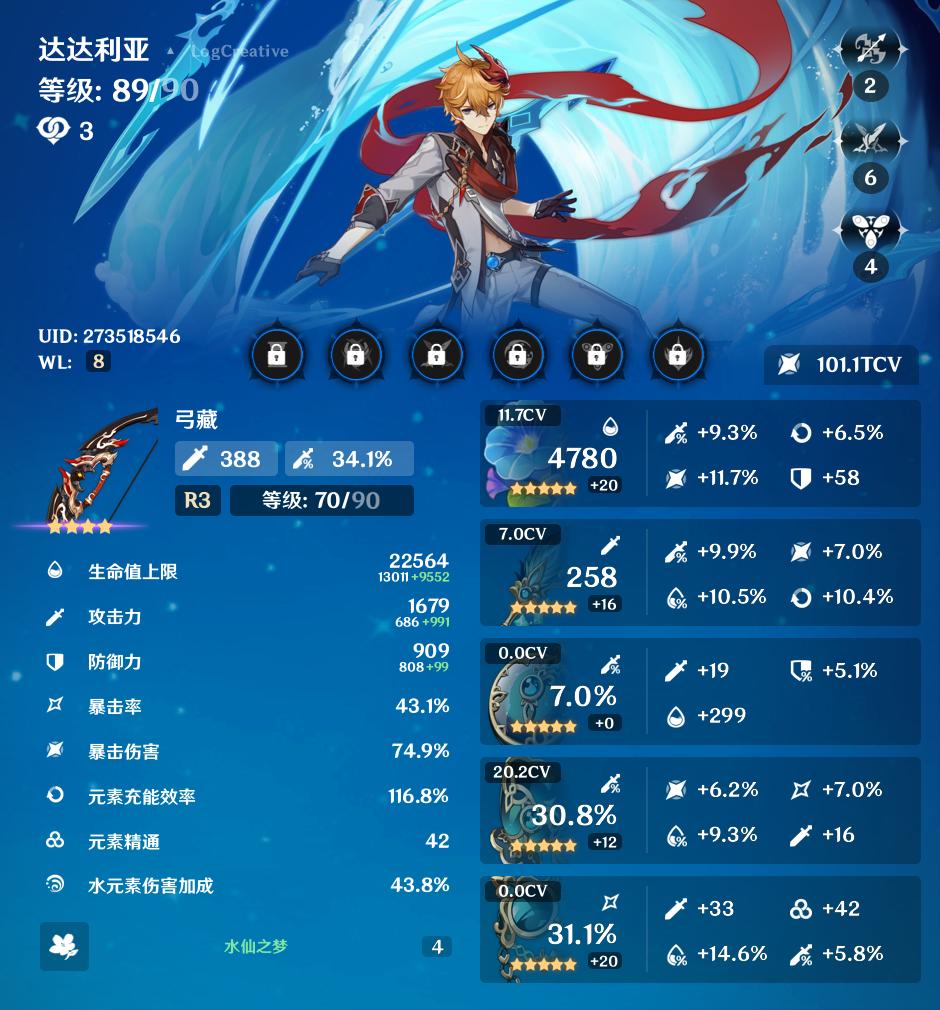 达达利亚 ▲ LogCreative
等级: 89/90
3
2
6
4
UID: 273518546
WL: 8
101.1TCV
弓藏
388 34.1%
R3 等级: 70/90
生命值上限 22564
13011+9552
攻击力 1679
686+991
防御力 909
808+99
暴击率 43.1%
暴击伤害 74.9%
元素充能效率 116.8%
元素精通 42
水元素伤害加成 43.8%
水仙之梦 4
11.7CV
4780
+20
+9.3% +6.5%
+11.7% +58
7.0CV
258
+16
+9.9% +7.0%
+10.5% +10.4%
0.0CV
7.0%
+0
+19 +5.1%
+299
20.2CV
30.8%
+12
+6.2% +7.0%
+9.3% +16
0.0CV
31.1%
+20
+33 +42
+14.6% +5.8%